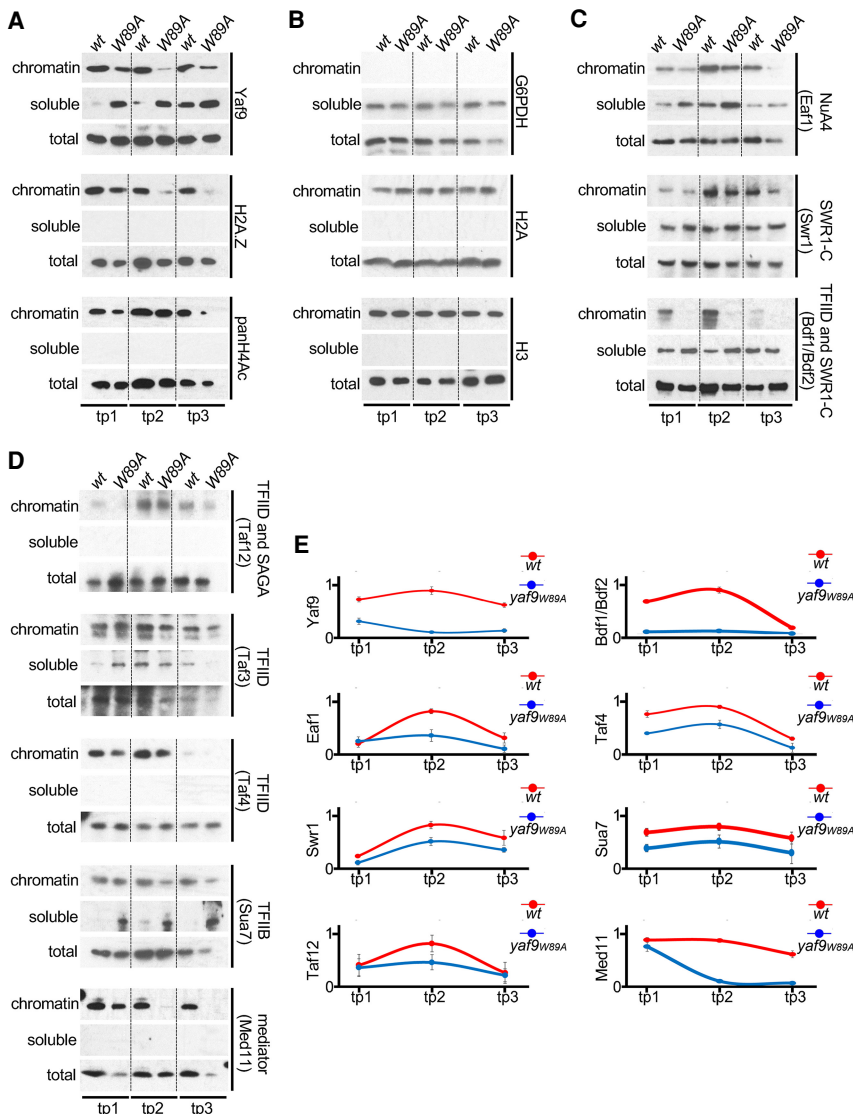 A
wt W89A wt W89A wt W89A
chromatin
soluble
total
Yaf9
chromatin
soluble
total
H2A.Z
chromatin
soluble
total
panH4Ac
tp1 tp2 tp3
B
wt W89A wt W89A wt W89A
chromatin
soluble
total
G6PDH
chromatin
soluble
total
H2A
chromatin
soluble
total
H3
tp1 tp2 tp3
C
wt W89A wt W89A wt W89A
chromatin
soluble
total
NuA4
(Eaf1)
chromatin
soluble
total
SWR1-C
(Swr1)
chromatin
soluble
total
TFIID and SWR1-C
(Bdf1/Bdf2)
tp1 tp2 tp3
D
wt W89A wt W89A wt W89A
chromatin
soluble
total
TFIID and SAGA
(Taf12)
chromatin
soluble
total
TFIID
(Taf3)
chromatin
soluble
total
TFIID
(Taf4)
chromatin
soluble
total
TFIIB
(Sua7)
chromatin
soluble
total
mediator
(Med11)
tp1 tp2 tp3
E
Yaf9
1
0
tp1 tp2 tp3
wt
yaf9W89A
Bdf1/Bdf2
1
0
tp1 tp2 tp3
wt
yaf9W89A
Eaf1
1
0
tp1 tp2 tp3
wt
yaf9W89A
Taf4
1
0
tp1 tp2 tp3
wt
yaf9W89A
Swr1
1
0
tp1 tp2 tp3
wt
yaf9W89A
Sua7
1
0
tp1 tp2 tp3
wt
yaf9W89A
Taf12
1
0
tp1 tp2 tp3
wt
yaf9W89A
Med11
1
0
tp1 tp2 tp3
wt
yaf9W89A